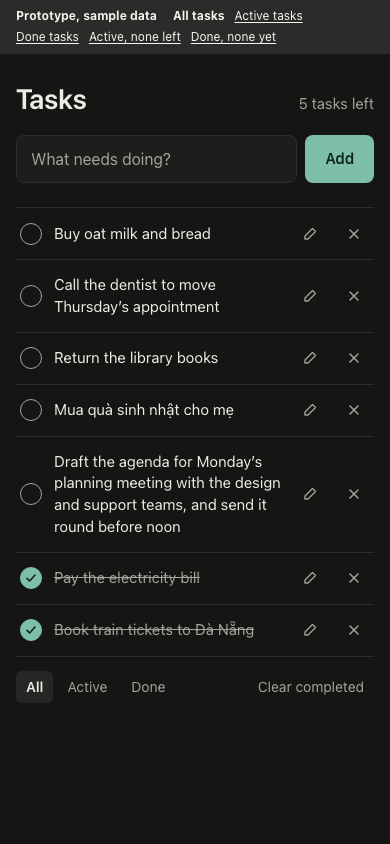 Prototype, sample data All tasks Active tasks
Done tasks Active, none left Done, none yet
Tasks
5 tasks left
What needs doing?
Add
Buy oat milk and bread
Call the dentist to move
Thursday’s appointment
Return the library books
Mua quà sinh nhật cho mẹ
Draft the agenda for Monday’s
planning meeting with the design
and support teams, and send it
round before noon
Pay the electricity bill
Book train tickets to Đà Nẵng
All Active Done Clear completed